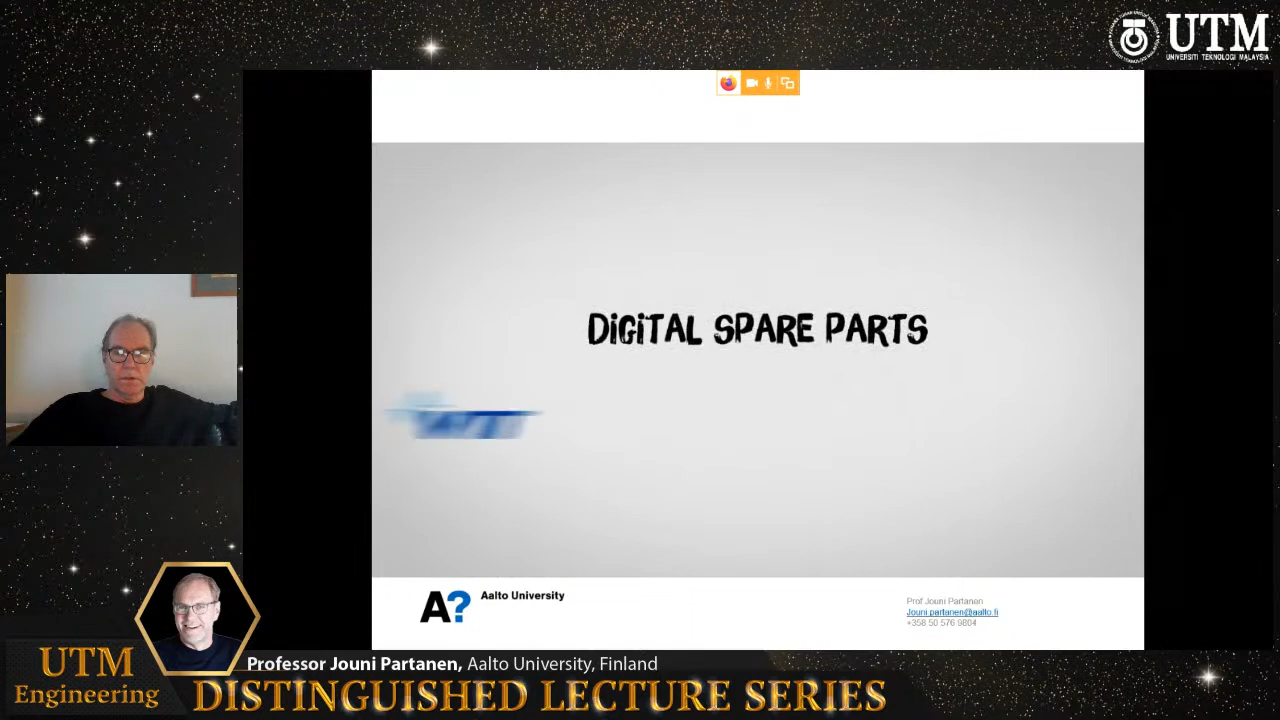 UTM
UNIVERSITI TEKNOLOGI MALAYSIA
DiGiTAL SPARE PARTS
A?
Aalto University
Prof Jouni Partanen
Jouni.partanen@aalto.fi
+358 50 576 9804
UTM
Engineering
Professor Jouni Partanen, Aalto University, Finland
DISTINGUISHED LECTURE SERIES